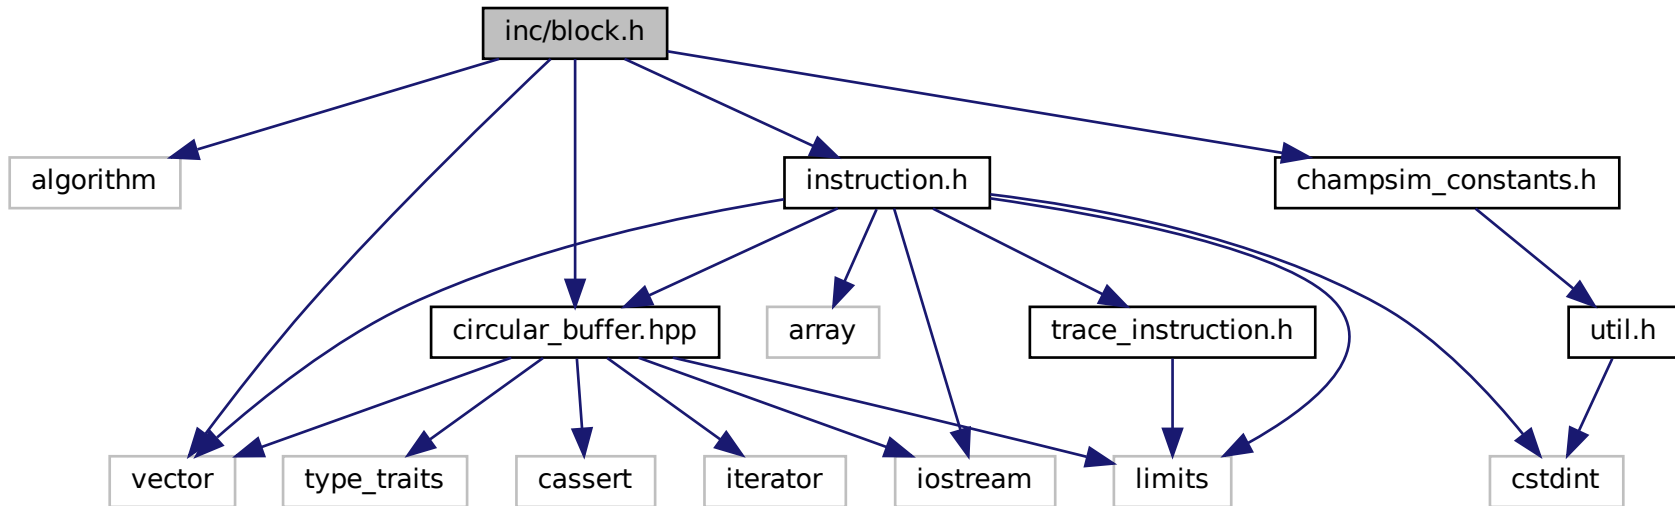 inc/block.h
algorithm
instruction.h
champsim_constants.h
circular_buffer.hpp
array
trace_instruction.h
util.h
vector
type_traits
cassert
iterator
iostream
limits
cstdint